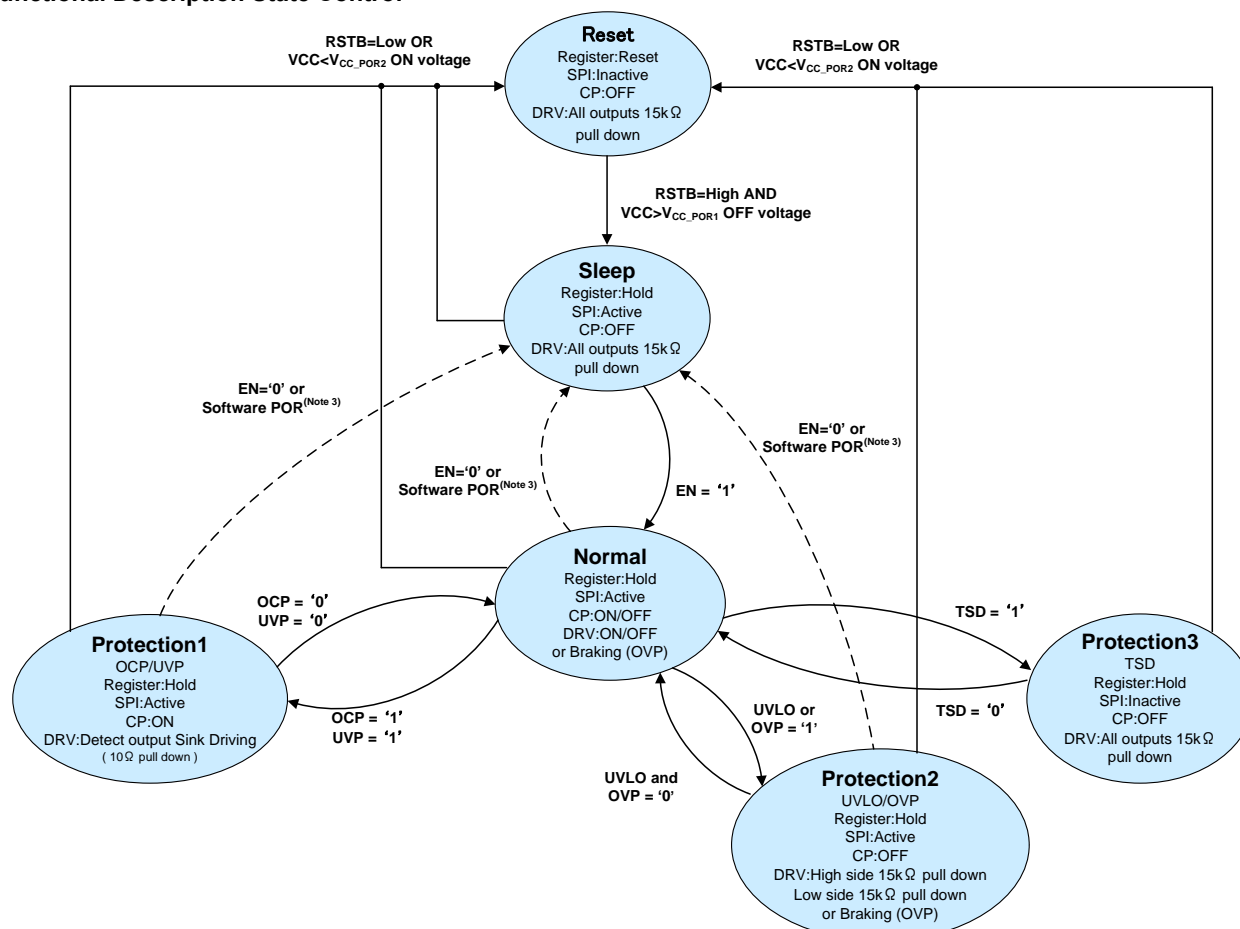 Functional Description State Control
Reset
Register:Reset
SPI:Inactive
CP:OFF
DRV:All outputs 15kΩ
pull down
RSTB=Low OR
VCC<VCC_POR2 ON voltage
RSTB=Low OR
VCC<VCC_POR2 ON voltage
RSTB=High AND
VCC>VCC_POR1 OFF voltage
Sleep
Register:Hold
SPI:Active
CP:OFF
DRV:All outputs 15kΩ
pull down
EN=‘0’ or
Software POR(Note 3)
EN=‘0’ or
Software POR(Note 3)
EN=‘0’ or
Software POR(Note 3)
EN = ‘1’
Normal
Register:Hold
SPI:Active
CP:ON/OFF
DRV:ON/OFF
or Braking (OVP)
OCP = ‘0’
UVP = ‘0’
OCP = ‘1’
UVP = ‘1’
TSD = ‘1’
TSD = ‘0’
UVLO or
OVP = ‘1’
UVLO and
OVP = ‘0’
Protection1
OCP/UVP
Register:Hold
SPI:Active
CP:ON
DRV:Detect output Sink Driving
( 10Ω pull down )
Protection3
TSD
Register:Hold
SPI:Inactive
CP:OFF
DRV:All outputs 15kΩ
pull down
Protection2
UVLO/OVP
Register:Hold
SPI:Active
CP:OFF
DRV:High side 15kΩ pull down
Low side 15kΩ pull down
or Braking (OVP)